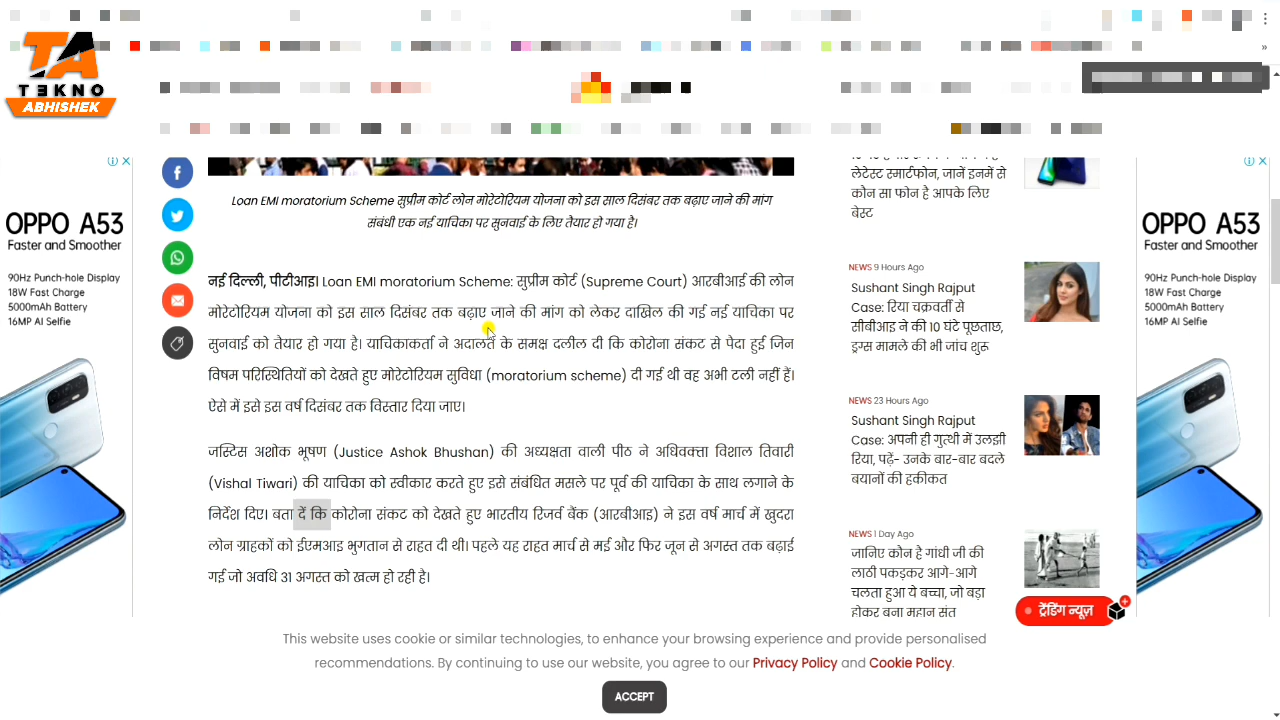 TEKNO
ABHISHEK
OPPO A53
Faster and Smoother
90Hz Punch-hole Display
18W Fast Charge
5000mAh Battery
16MP AI Selfie
Loan EMI moratorium Scheme सुप्रीम कोर्ट लोन मोरेटोरियम योजना को इस साल दिसंबर तक बढ़ाए जाने की मांग
संबंधी एक नई याचिका पर सुनवाई के लिए तैयार हो गया है।
नई दिल्ली, पीटीआइ। Loan EMI moratorium Scheme: सुप्रीम कोर्ट (Supreme Court) आरबीआई की लोन
मोरेटोरियम योजना को इस साल दिसंबर तक बढ़ाए जाने की मांग को लेकर दाखिल की गई नई याचिका पर
सुनवाई को तैयार हो गया है। याचिकाकर्ता ने अदालत के समक्ष दलील दी कि कोरोना संकट से पैदा हुई जिन
विषम परिस्थितियों को देखते हुए मोरेटोरियम सुविधा (moratorium scheme) दी गई थी वह अभी टली नहीं हैं।
ऐसे में इसे इस वर्ष दिसंबर तक विस्तार दिया जाए।
जस्टिस अशोक भूषण (Justice Ashok Bhushan) की अध्यक्षता वाली पीठ ने अधिवक्ता विशाल तिवारी
(Vishal Tiwari) की याचिका को स्वीकार करते हुए इसे संबंधित मसले पर पूर्व की याचिका के साथ लगाने के
निर्देश दिए। बता दें कि कोरोना संकट को देखते हुए भारतीय रिजर्व बैंक (आरबीआइ) ने इस वर्ष मार्च में खुदरा
लोन ग्राहकों को ईएमआइ भुगतान से राहत दी थी। पहले यह राहत मार्च से मई और फिर जून से अगस्त तक बढ़ाई
गई जो अवधि 31 अगस्त को खत्म हो रही है।
लेटेस्ट स्मार्टफोन, जानें इनमें से
कौन सा फोन है आपके लिए
बेस्ट
NEWS 9 Hours Ago
Sushant Singh Rajput
Case: रिया चक्रवर्ती से
सीबीआइ ने की 10 घंटे पूछताछ,
ड्रग्स मामले की भी जांच शुरू
NEWS 23 Hours Ago
Sushant Singh Rajput
Case: अपनी ही गुत्थी में उलझी
रिया, पढ़ें- उनके बार-बार बदले
बयानों की हकीकत
NEWS 1 Day Ago
जानिए कौन है गांधी जी की
लाठी पकड़कर आगे-आगे
चलता हुआ ये बच्चा, जो बड़ा
होकर बना महान संत
ट्रेंडिंग न्यूज़
OPPO A53
Faster and Smoother
90Hz Punch-hole Display
18W Fast Charge
5000mAh Battery
16MP AI Selfie
This website uses cookie or similar technologies, to enhance your browsing experience and provide personalised
recommendations. By continuing to use our website, you agree to our Privacy Policy and Cookie Policy.
ACCEPT